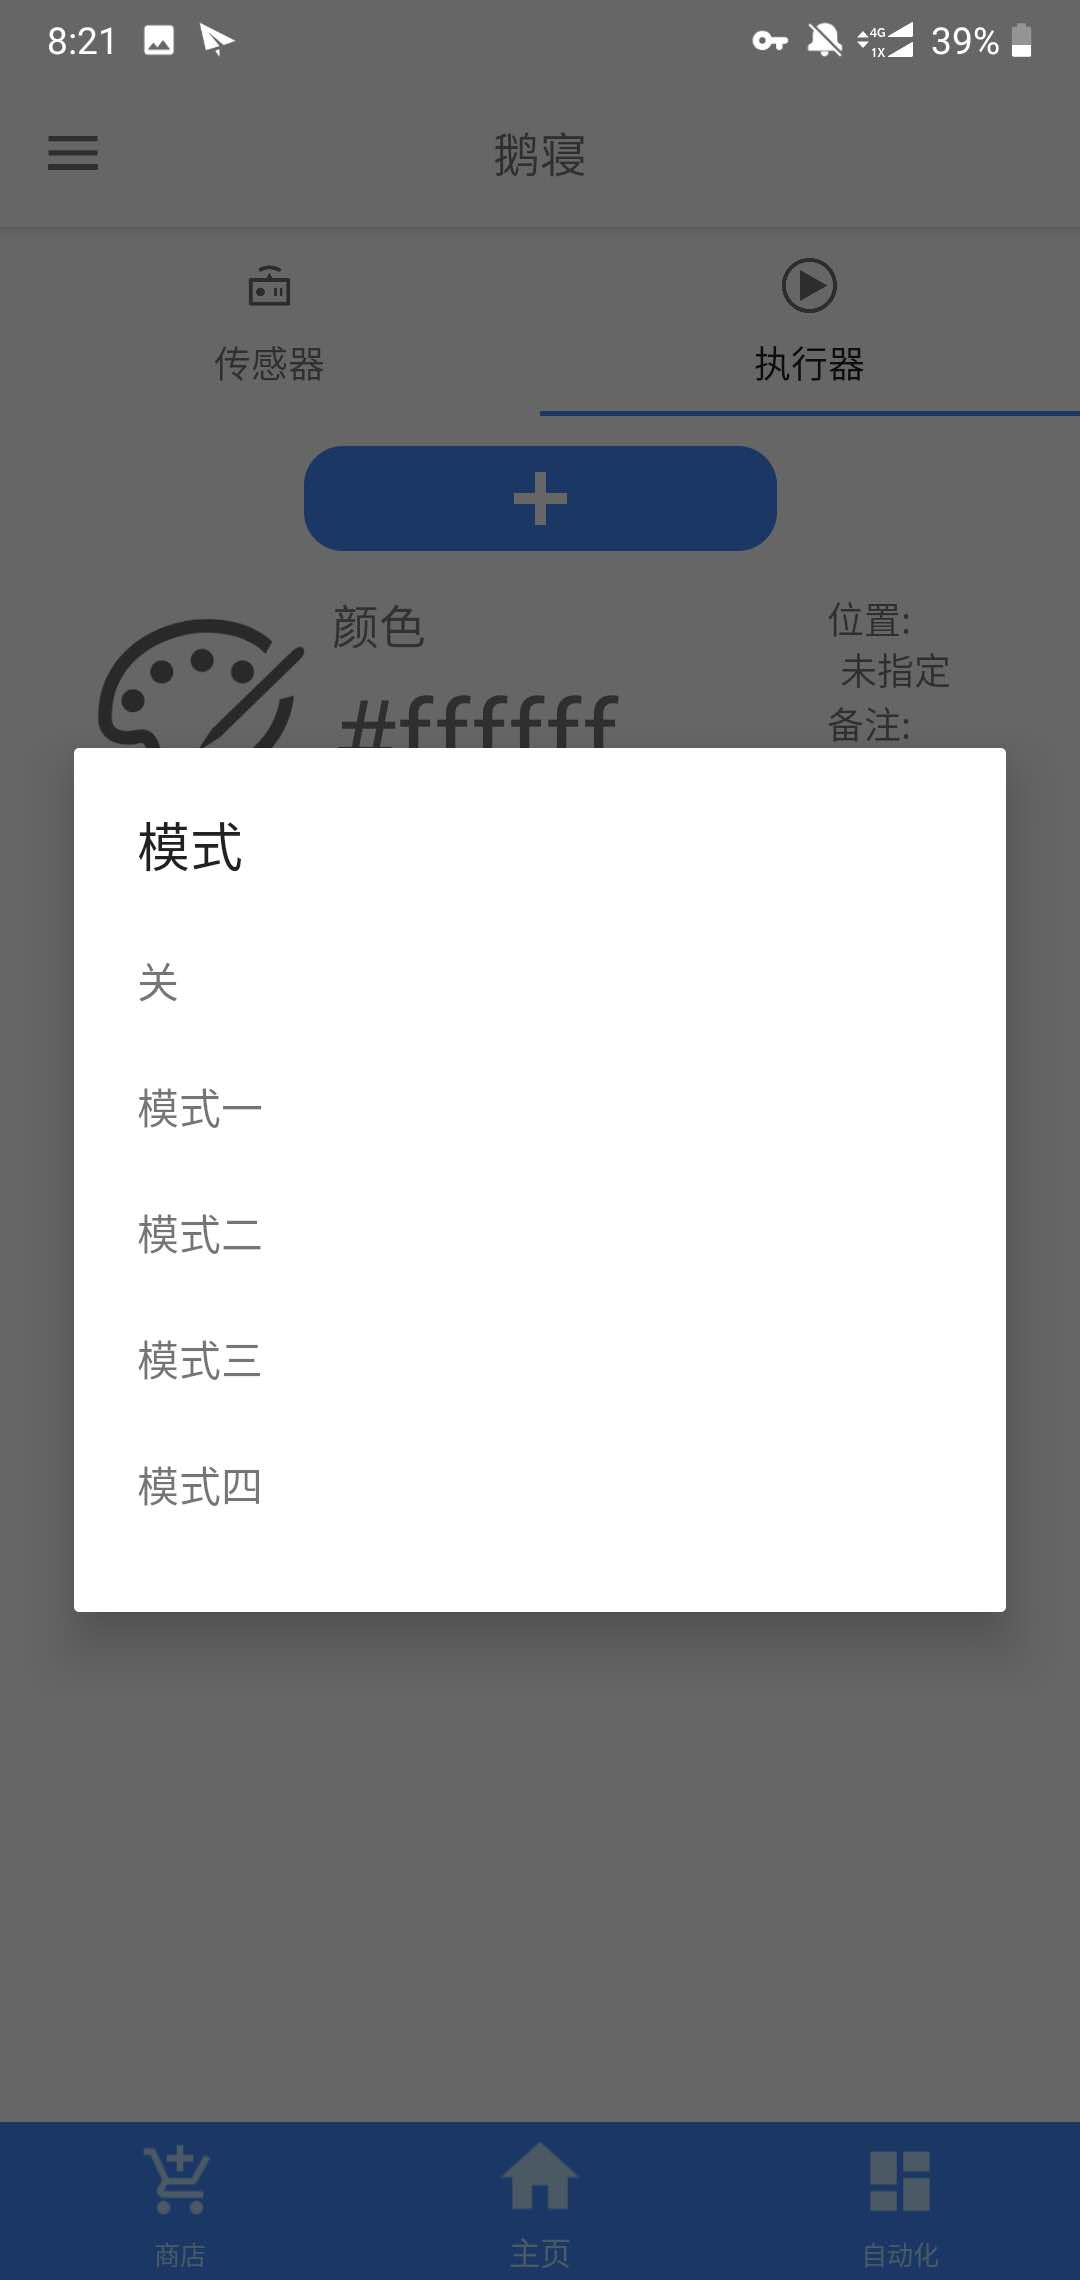 8:21
4G
1X
39%
鹅寝
传感器
执行器
颜色
#ffffff
位置:
未指定
备注:
模式
关
模式一
模式二
模式三
模式四
商店
主页
自动化